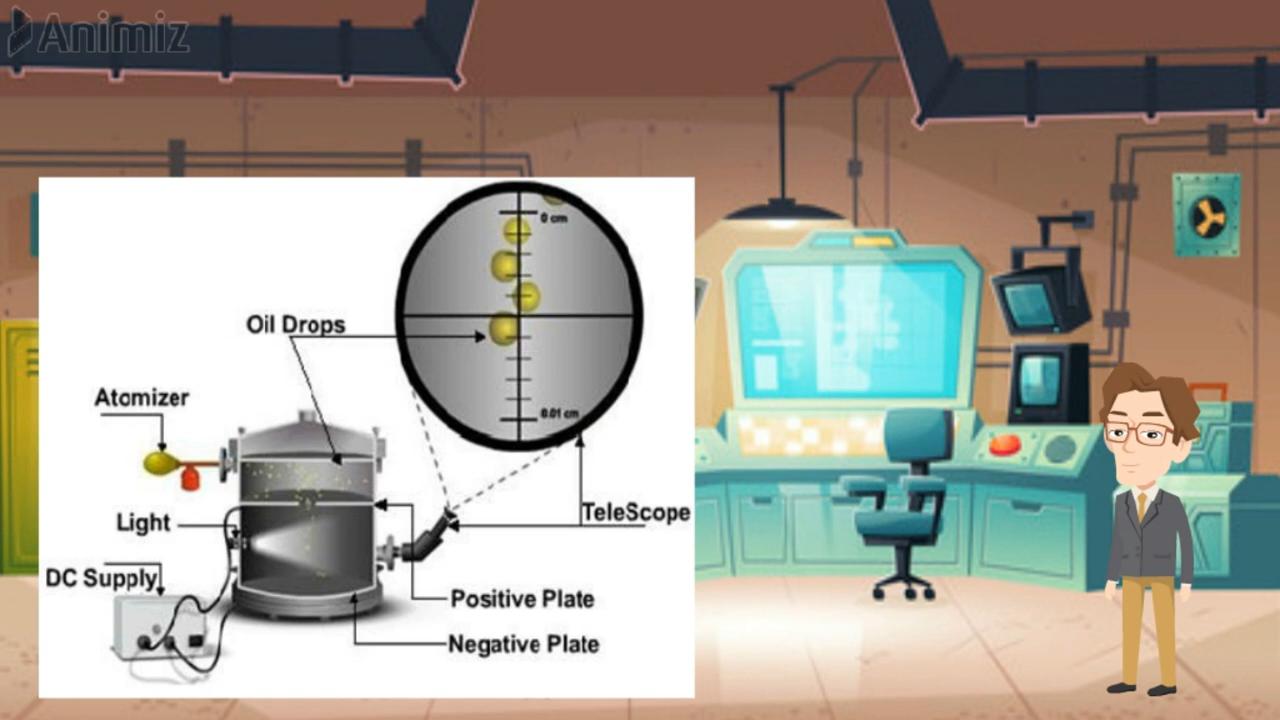 Animiz
0 cm
Oil Drops
Atomizer
0.01 cm
Light
TeleScope
DC Supply
Positive Plate
Negative Plate